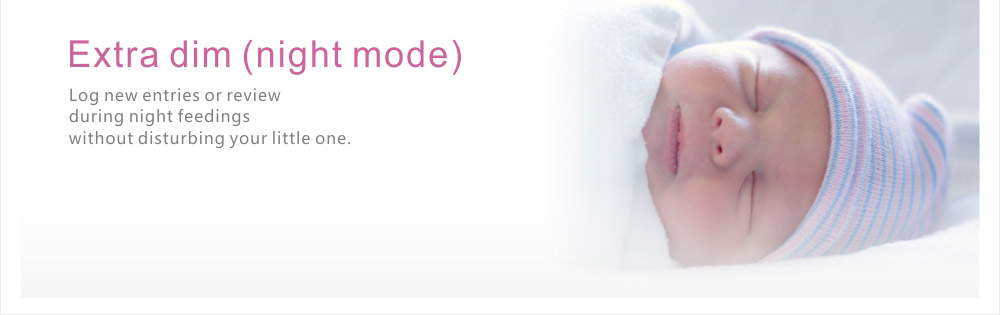 Extra dim (night mode)
Log new entries or review
during night feedings
without disturbing your little one.